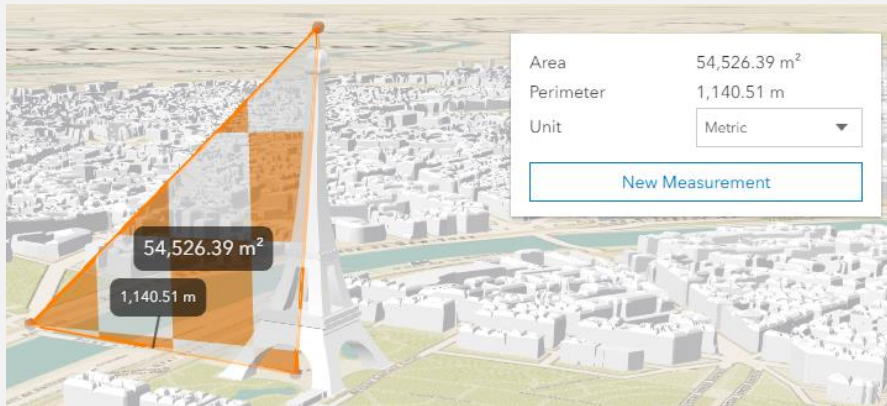 Area 54,526.39 m²
Perimeter 1,140.51 m
Unit Metric
New Measurement
54,526.39 m²
1,140.51 m